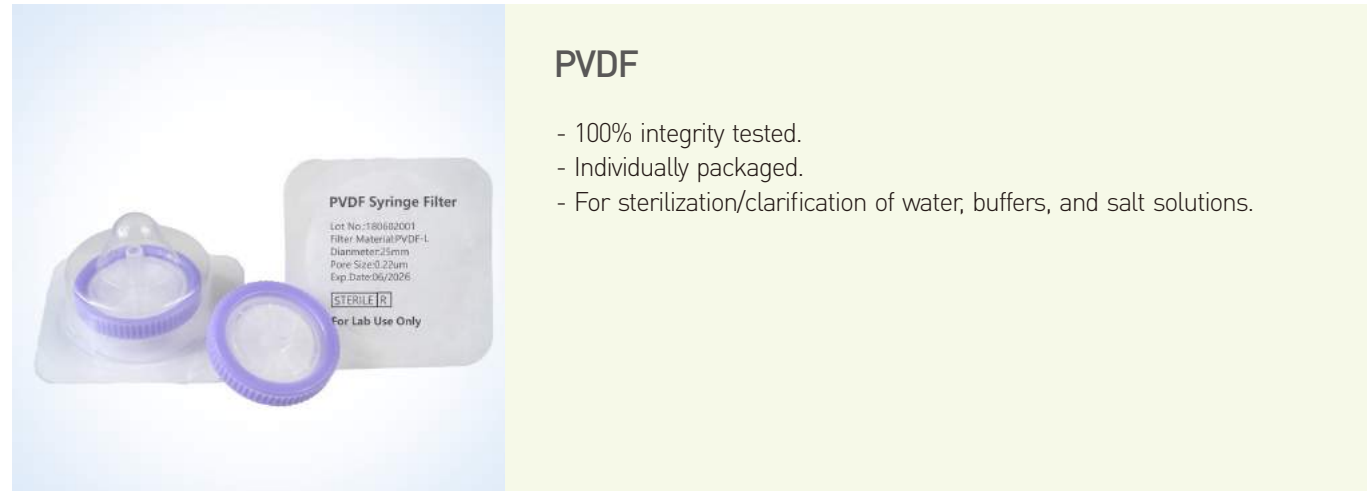 PVDF
- 100% integrity tested.
- Individually packaged.
- For sterilization/clarification of water, buffers, and salt solutions.
PVDF Syringe Filter
Lot No.:180602001
Filter Material:PVDF-L
Dianmeter:25mm
Pore Size:0.22um
Exp.Date:06/2026
STERILE R
For Lab Use Only